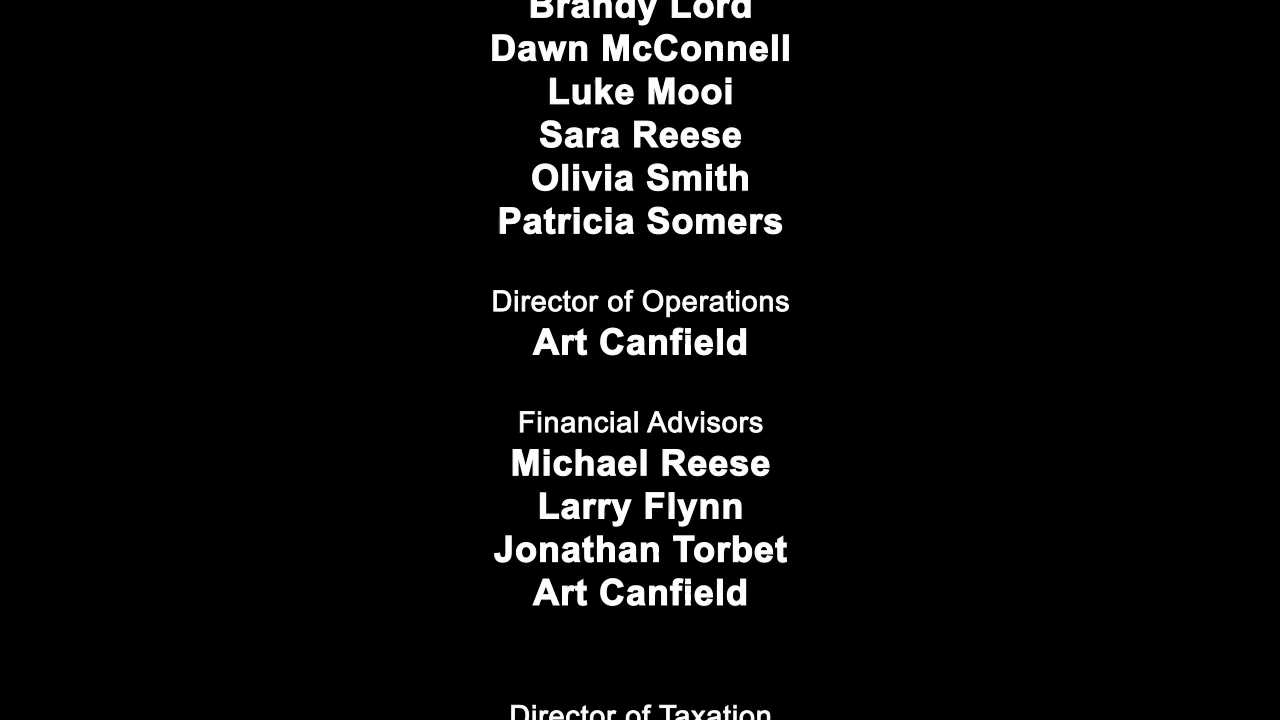 Brandy Lord
Dawn McConnell
Luke Mooi
Sara Reese
Olivia Smith
Patricia Somers
Director of Operations
Art Canfield
Financial Advisors
Michael Reese
Larry Flynn
Jonathan Torbet
Art Canfield
Director of Taxation